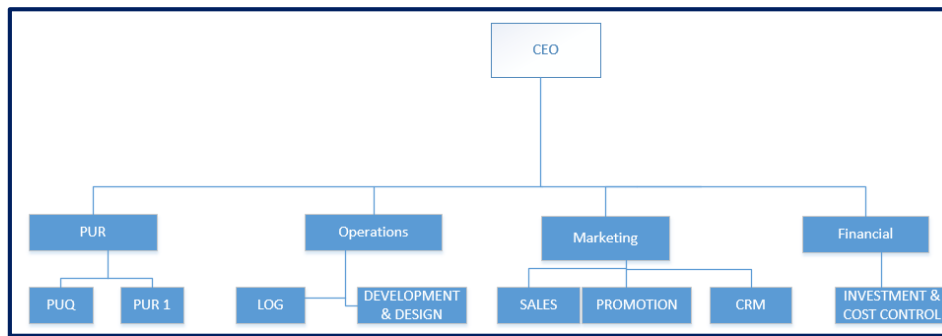 CEO
PUR
Operations
Marketing
Financial
PUQ
PUR 1
LOG
DEVELOPMENT
& DESIGN
SALES
PROMOTION
CRM
INVESTMENT &
COST CONTROL